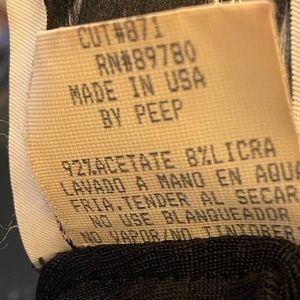 CUT#871
RN#89780
MADE IN USA
BY PEEP
92%ACETATE 8%LICRA
LAVADO A MANO EN AQUA
FRIA.TENDER AL SECAR
NO USE BLANQUEADOR
NO VAPOR/NO TINTORER